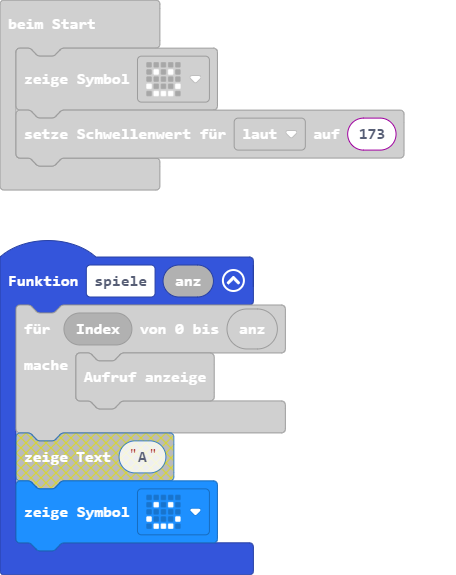 beim Start
zeige Symbol
setze Schwellenwert für laut auf 173
Funktion spiele anz
für Index von 0 bis anz
mache
Aufruf anzeige
zeige Text "A"
zeige Symbol